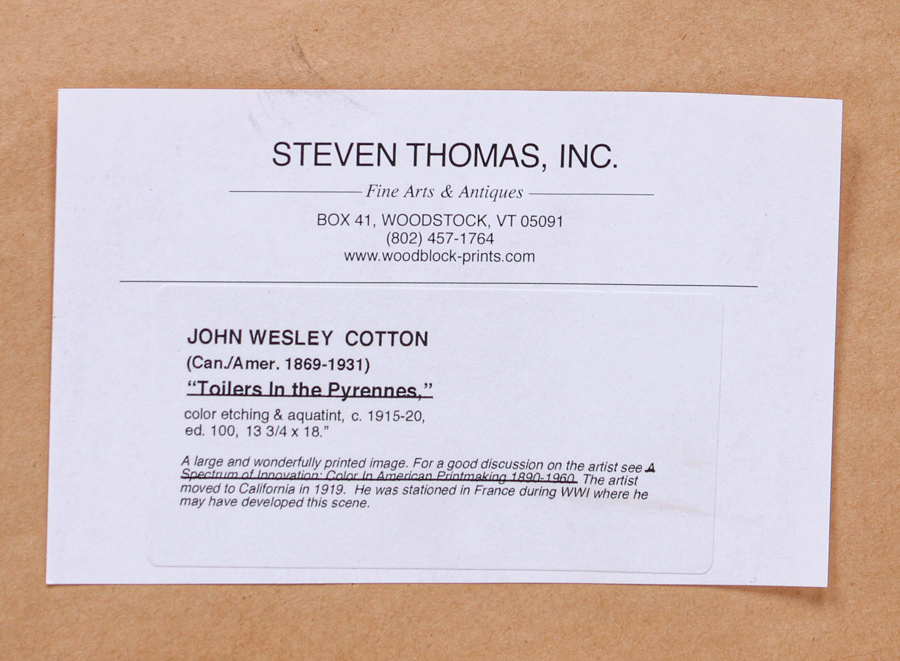 STEVEN THOMAS, INC.
Fine Arts & Antiques
BOX 41, WOODSTOCK, VT 05091
(802) 457-1764
www.woodblock-prints.com
JOHN WESLEY COTTON
(Can./Amer. 1869-1931)
“Toilers In the Pyrennes,”
color etching & aquatint, c. 1915-20,
ed. 100, 13 3/4 x 18.”
A large and wonderfully printed image. For a good discussion on the artist see A
Spectrum of Innovation: Color In American Printmaking 1890-1960. The artist
moved to California in 1919. He was stationed in France during WWI where he
may have developed this scene.